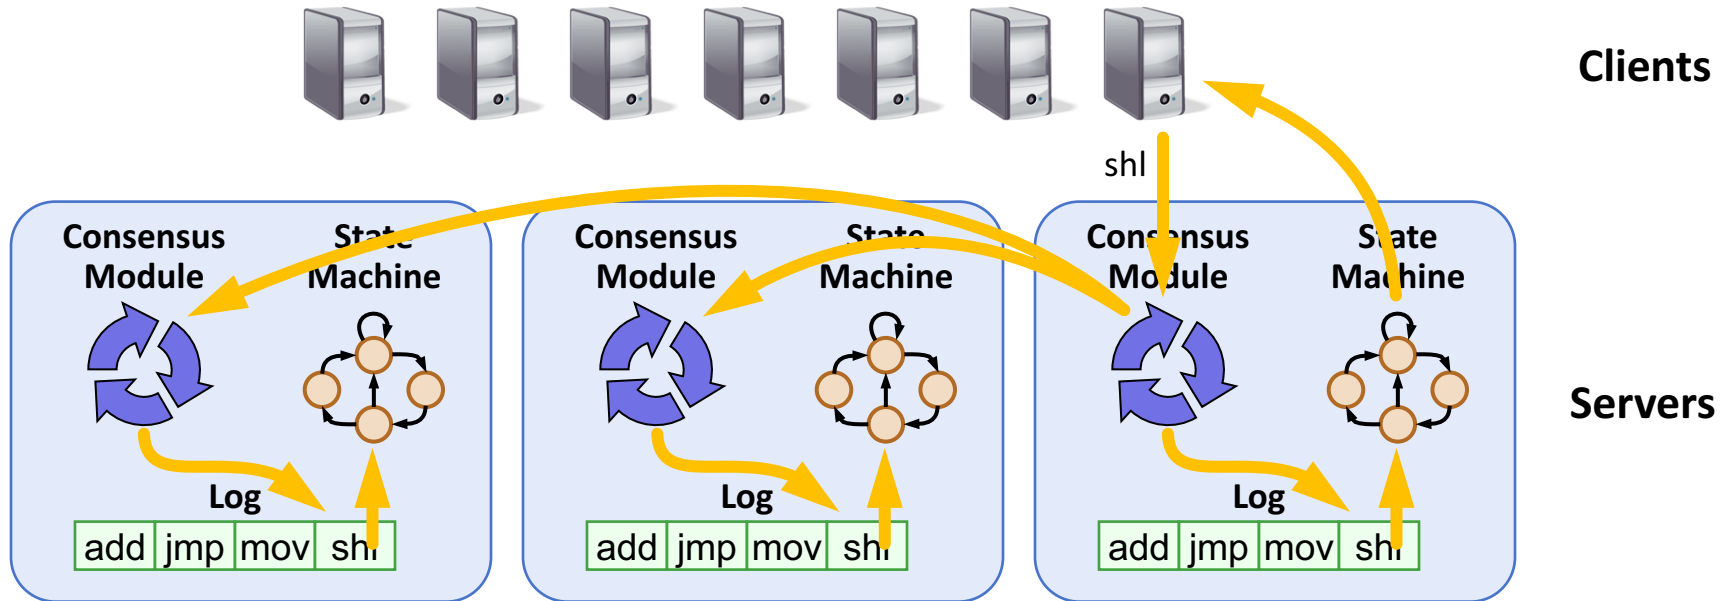 Clients
shl
Consensus Module
State Machine
Consensus Module
State Machine
Consensus Module
State Machine
Servers
Log
Log
Log
add jmp mov shl
add jmp mov shl
add jmp mov shl